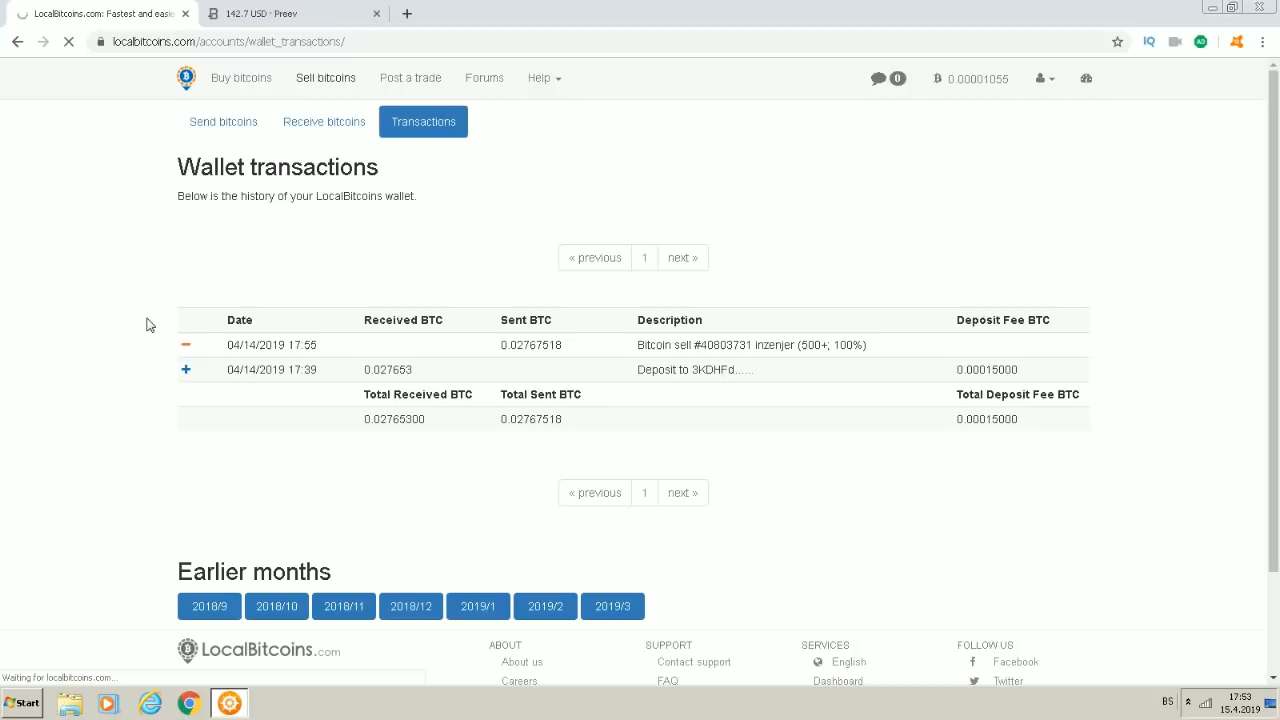 LocalBitcoins.com: Fastest and easie
142.7 USD - Preev
localbitcoins.com/accounts/wallet_transactions/
Buy bitcoins Sell bitcoins Post a trade Forums Help 0 0.00001055
Send bitcoins Receive bitcoins Transactions
Wallet transactions
Below is the history of your LocalBitcoins wallet.
« previous 1 next »
Date Received BTC Sent BTC Description Deposit Fee BTC
04/14/2019 17:55 0.02767518 Bitcoin sell #40803731 inzenjer (500+; 100%)
04/14/2019 17:39 0.027653 Deposit to 3KDHFd...... 0.00015000
Total Received BTC Total Sent BTC Total Deposit Fee BTC
0.02765300 0.02767518 0.00015000
« previous 1 next »
Earlier months
2018/9 2018/10 2018/11 2018/12 2019/1 2019/2 2019/3
LocalBitcoins.com
ABOUT SUPPORT SERVICES FOLLOW US
About us Contact support English Facebook
Careers FAQ Dashboard Twitter
Waiting for localbitcoins.com...
Start BS 17:53
15.4.2019